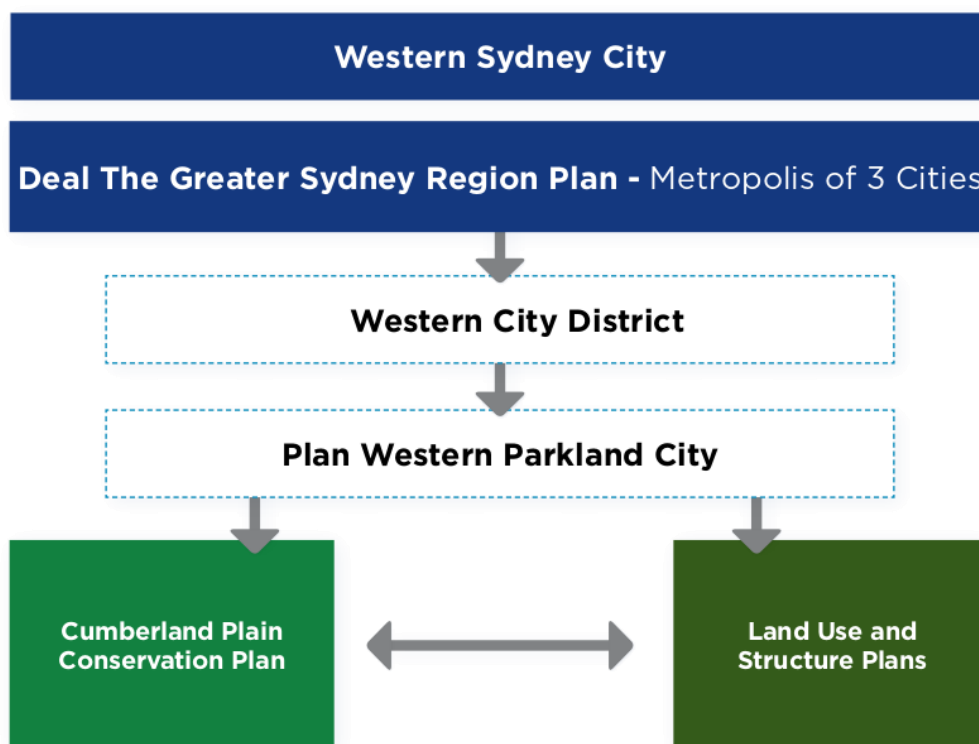 Western Sydney City
Deal The Greater Sydney Region Plan - Metropolis of 3 Cities
Western City District
Plan Western Parkland City
Cumberland Plain
Conservation Plan
Land Use and
Structure Plans